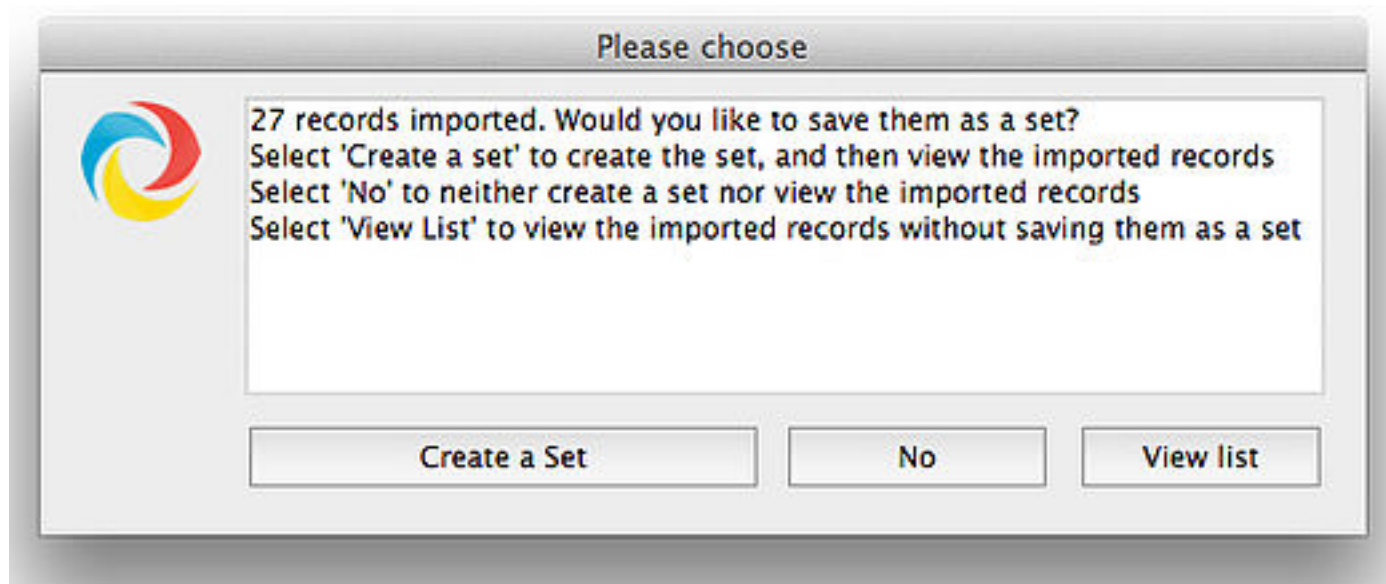 Please choose
27 records imported. Would you like to save them as a set?
Select 'Create a set' to create the set, and then view the imported records
Select 'No' to neither create a set nor view the imported records
Select 'View List' to view the imported records without saving them as a set
Create a Set
No
View list